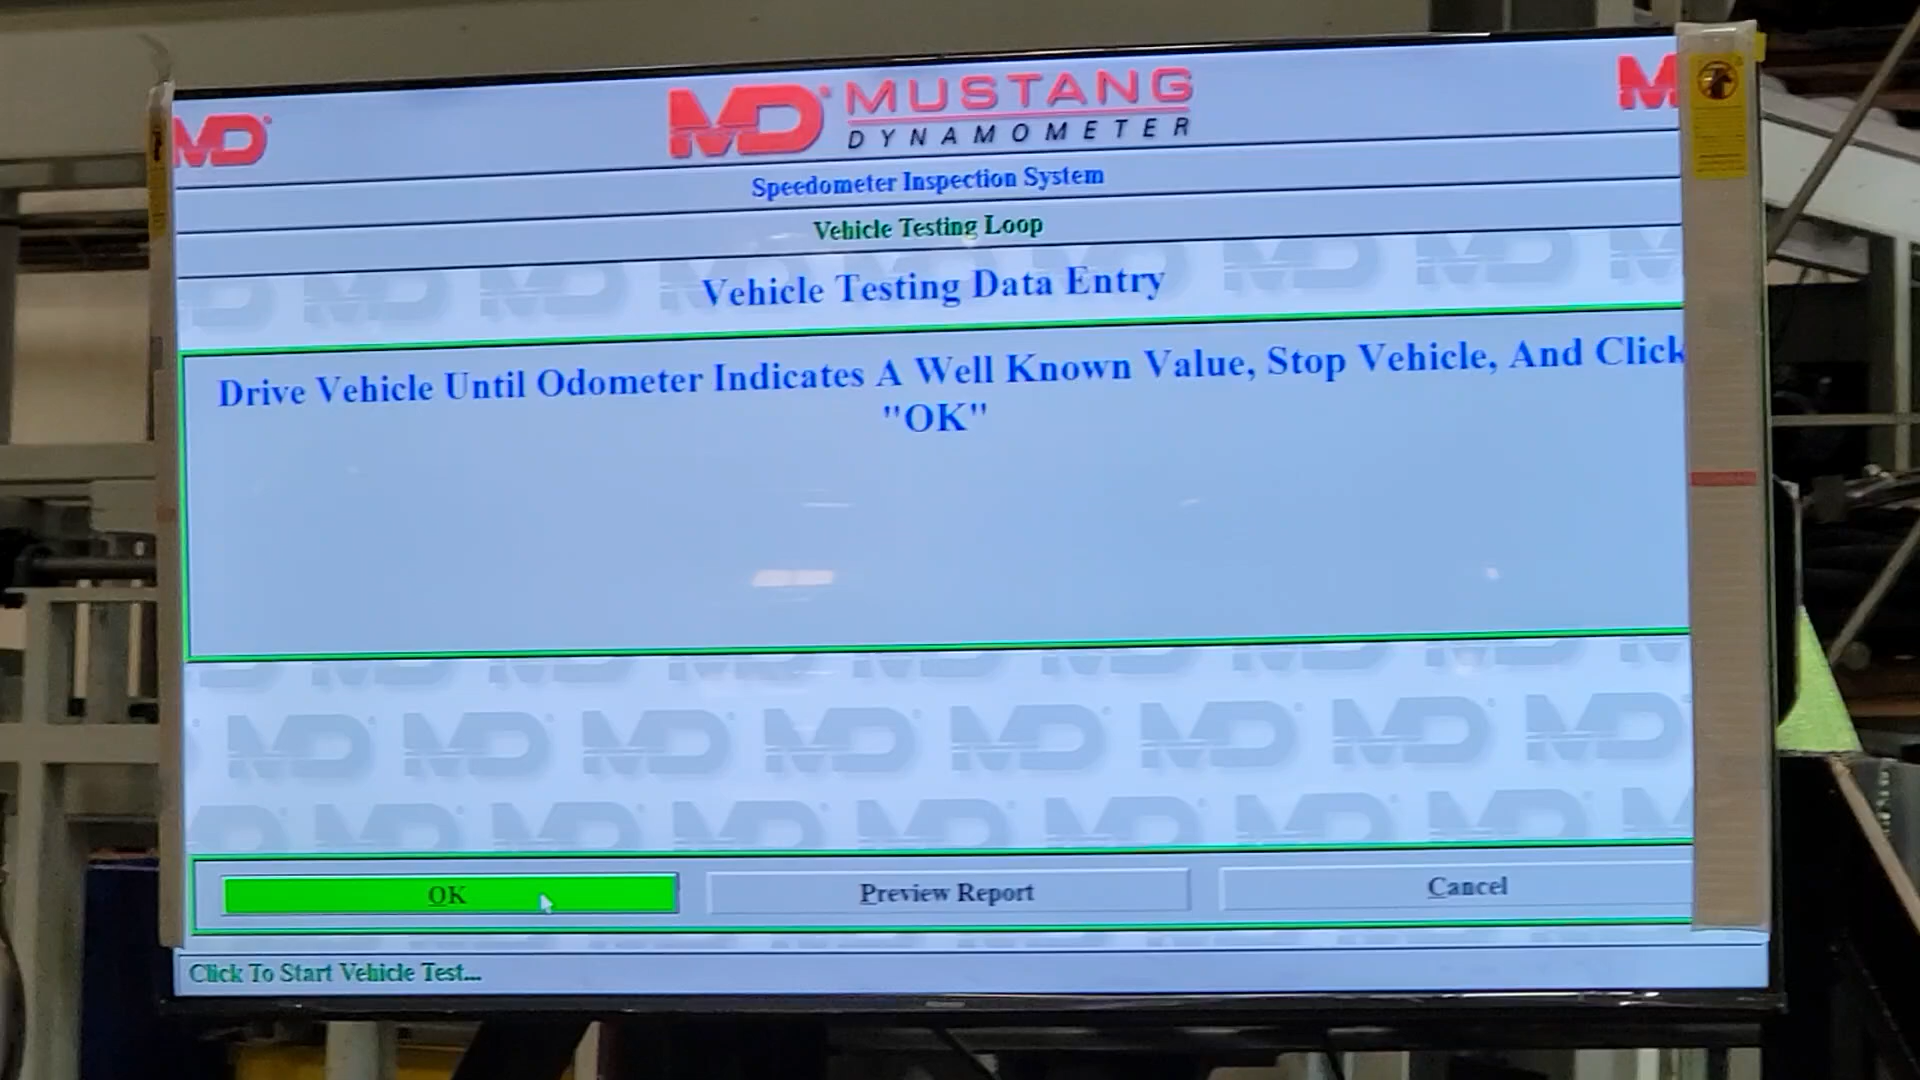 MD MD MUSTANG M
DYNAMOMETER
Speedometer Inspection System
Vehicle Testing Loop
Vehicle Testing Data Entry
Drive Vehicle Until Odometer Indicates A Well Known Value, Stop Vehicle, And Click
"OK"
OK Preview Report Cancel
Click To Start Vehicle Test...